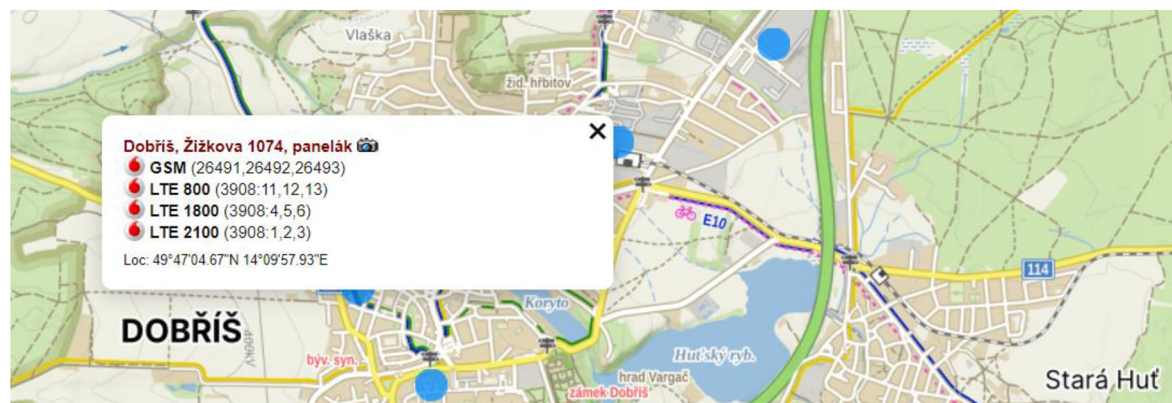 Vlaška
žid. hřbitov
Dobříš, Žižkova 1074, panelák
GSM (26491,26492,26493)
LTE 800 (3908:11,12,13)
LTE 1800 (3908:4,5,6)
LTE 2100 (3908:1,2,3)
Loc: 49°47'04.67"N 14°09'57.93"E
E10
114
Koryto
DOBŘÍŠ
400KV
býv. syn.
Huťský ryb.
hrad Vargač
zámek Dobříš
Stará Huť